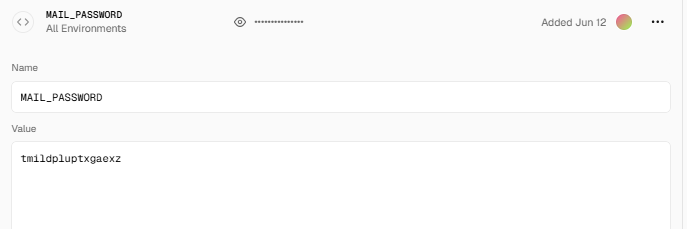 MAIL_PASSWORD
All Environments
•••••••••••••••
Added Jun 12
Name
MAIL_PASSWORD
Value
tmildpluptxgaexz